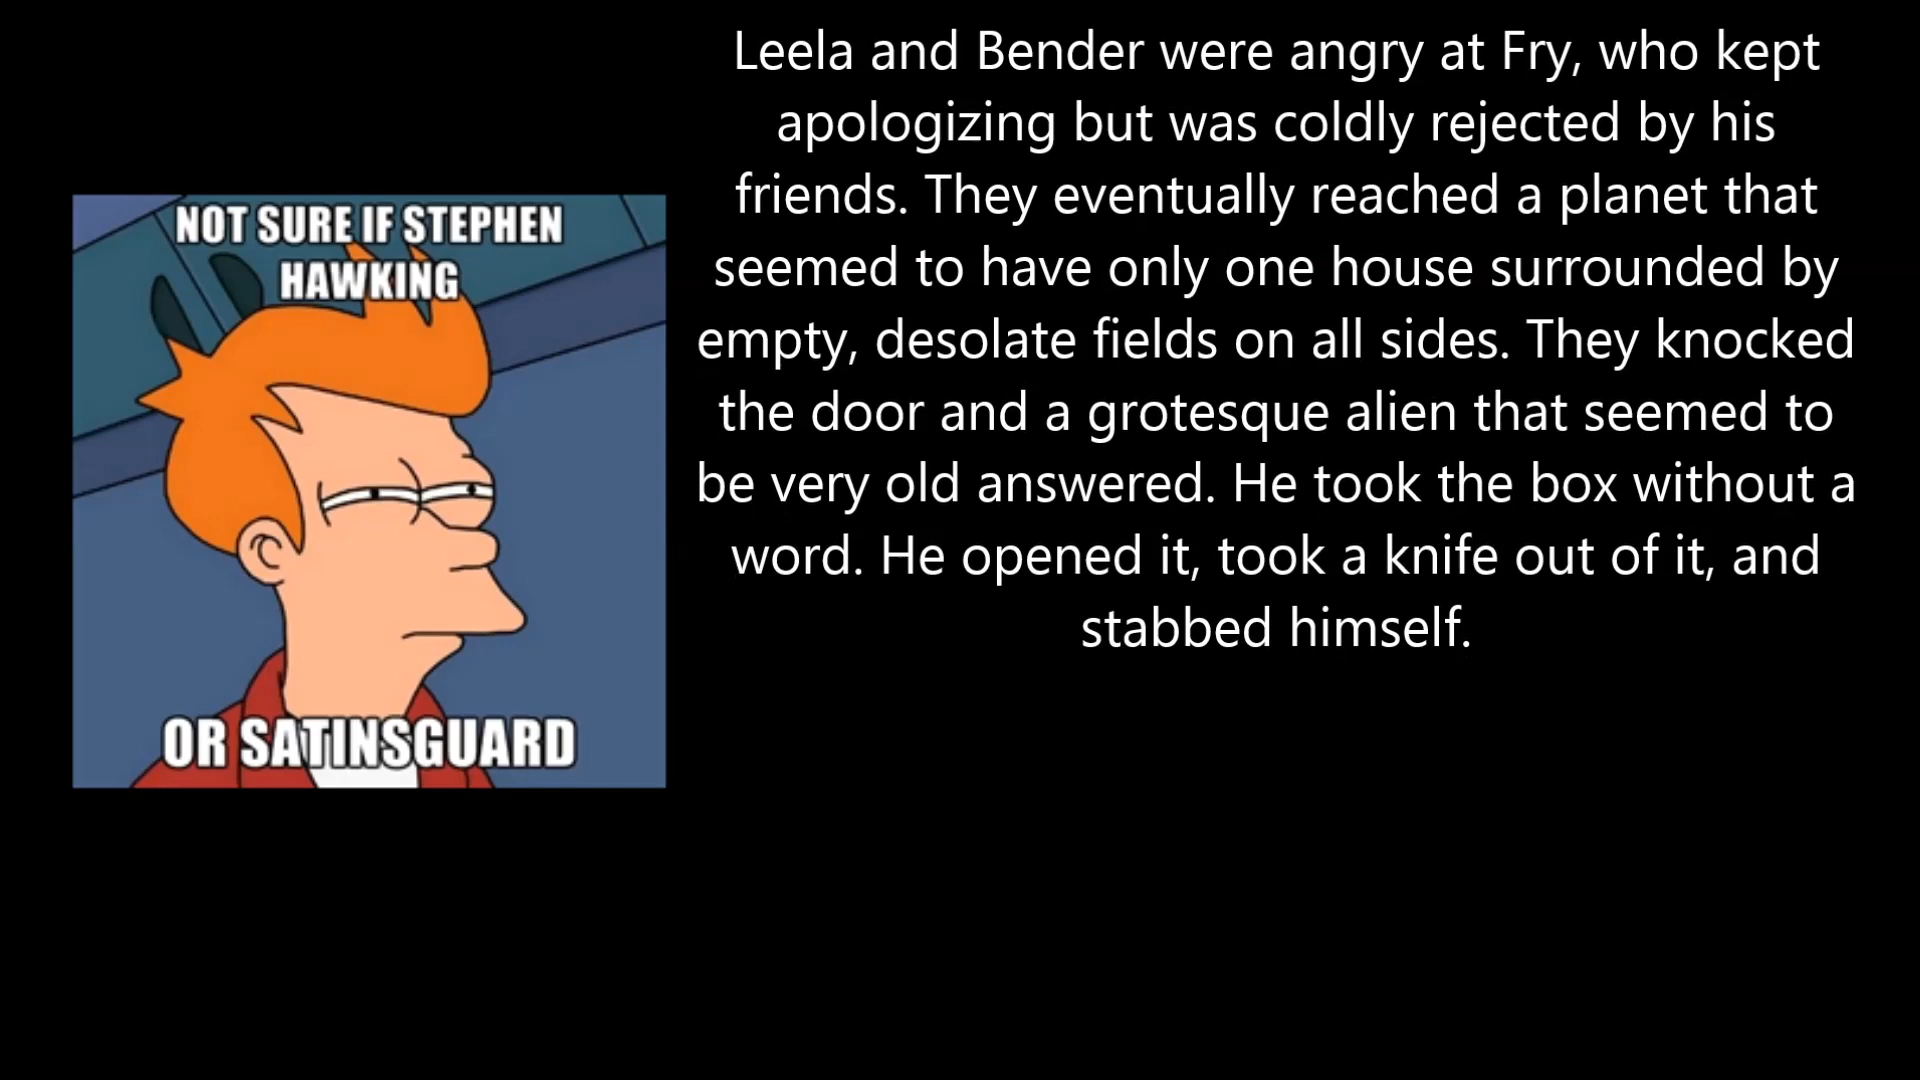 NOT SURE IF STEPHEN
HAWKING
OR SATINSGUARD
Leela and Bender were angry at Fry, who kept
apologizing but was coldly rejected by his
friends. They eventually reached a planet that
seemed to have only one house surrounded by
empty, desolate fields on all sides. They knocked
the door and a grotesque alien that seemed to
be very old answered. He took the box without a
word. He opened it, took a knife out of it, and
stabbed himself.